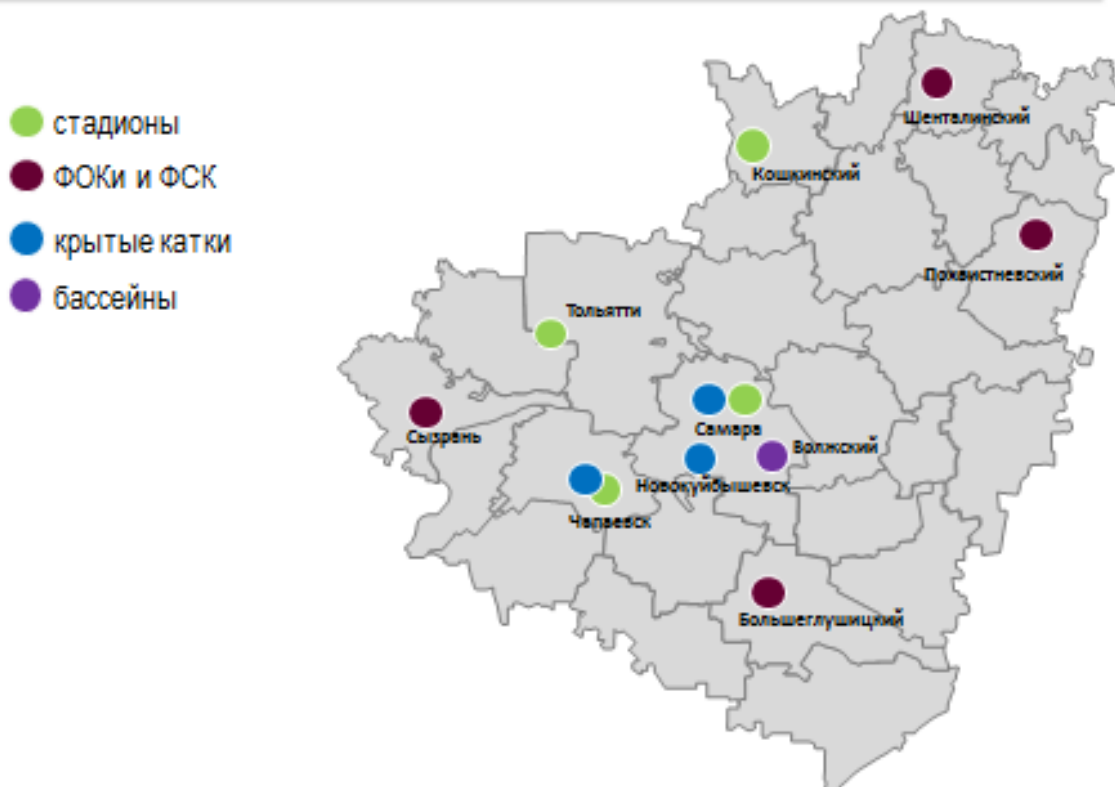 стадионы
ФОКи и ФСК
крытые катки
бассейны
Шенталинский
Кошкинский
Похвистневский
Тольятти
Сызрань
Самара
Волжский
Новокуйбышевск
Чапаевск
Большеглушицкий